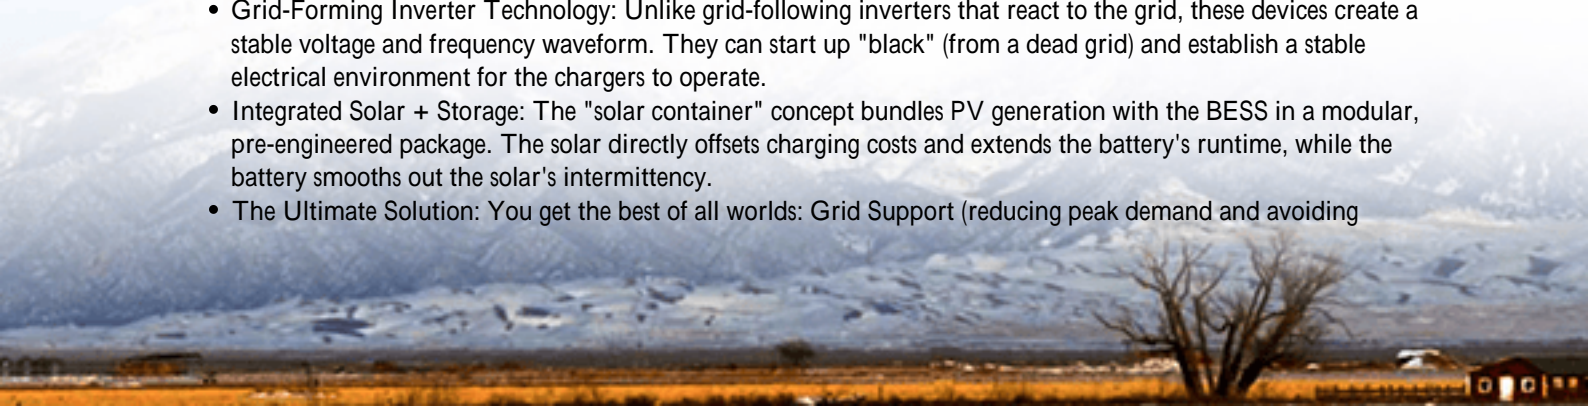 • Grid-Forming Inverter Technology: Unlike grid-following inverters that react to the grid, these devices create a
stable voltage and frequency waveform. They can start up "black" (from a dead grid) and establish a stable
electrical environment for the chargers to operate.
• Integrated Solar + Storage: The "solar container" concept bundles PV generation with the BESS in a modular,
pre-engineered package. The solar directly offsets charging costs and extends the battery's runtime, while the
battery smooths out the solar's intermittency.
• The Ultimate Solution: You get the best of all worlds: Grid Support (reducing peak demand and avoiding